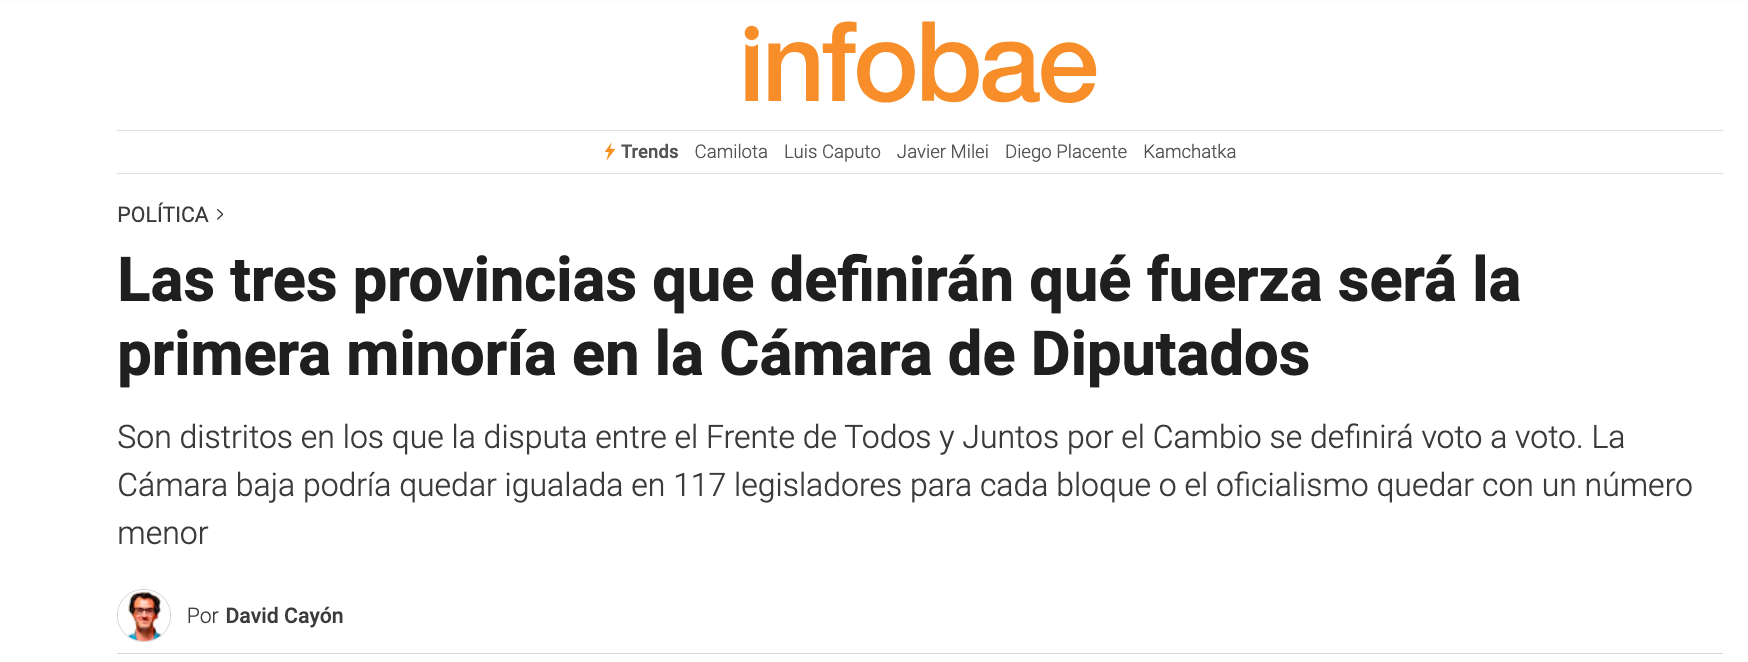 infobae
Trends Camilota Luis Caputo Javier Milei Diego Placente Kamchatka
POLÍTICA >
Las tres provincias que definirán qué fuerza será la
primera minoría en la Cámara de Diputados
Son distritos en los que la disputa entre el Frente de Todos y Juntos por el Cambio se definirá voto a voto. La
Cámara baja podría quedar igualada en 117 legisladores para cada bloque o el oficialismo quedar con un número
menor
Por David Cayón